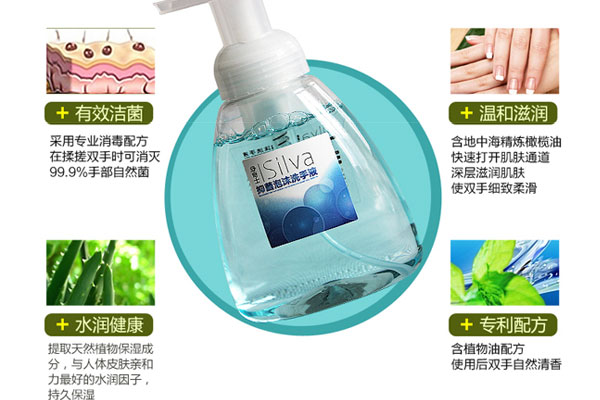 + 有效洁菌
采用专业消毒配方
在揉搓双手时可消灭
99.9%手部自然菌
+ 温和滋润
含地中海精炼橄榄油
快速打开肌肤通道
深层滋润肌肤
使双手细致柔滑
iSilva
抑菌泡沫洗手液
+ 水润健康
提取天然植物保湿成
分，与人体皮肤亲和
力最好的水润因子，
持久保湿
+ 专利配方
含植物油配方
使用后双手自然清香